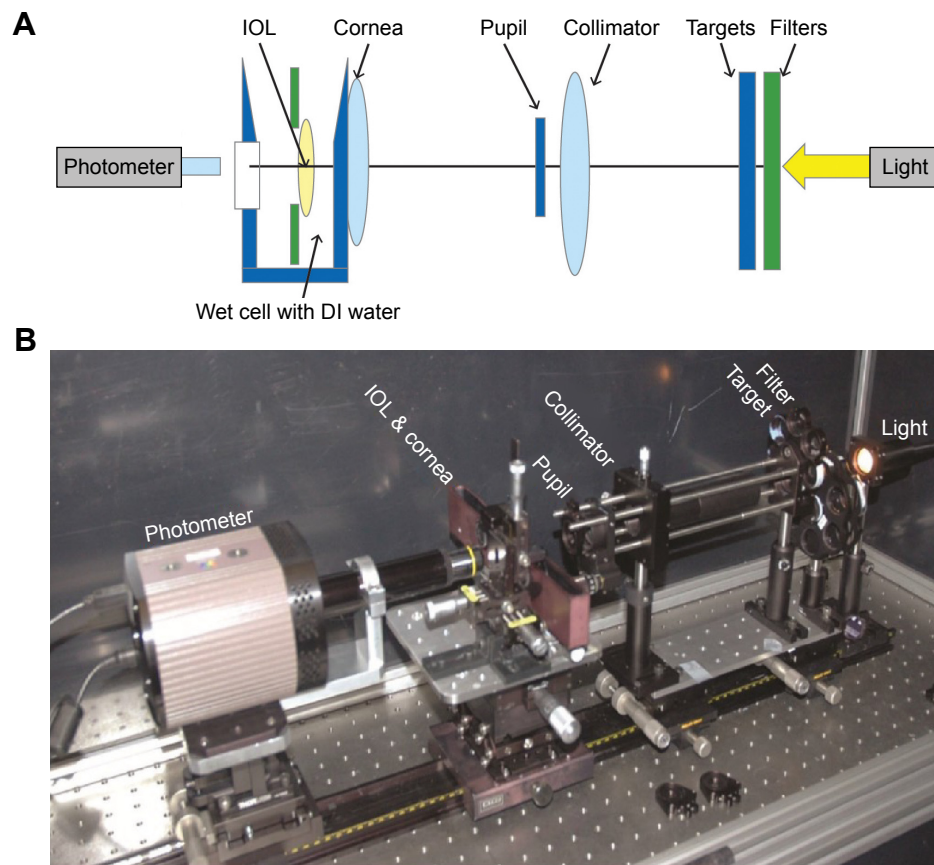 A
IOL Cornea Pupil Collimator Targets Filters
Photometer
Light
Wet cell with DI water
B
IOL & cornea
Collimator
Pupil
Filter
Target
Light
Photometer